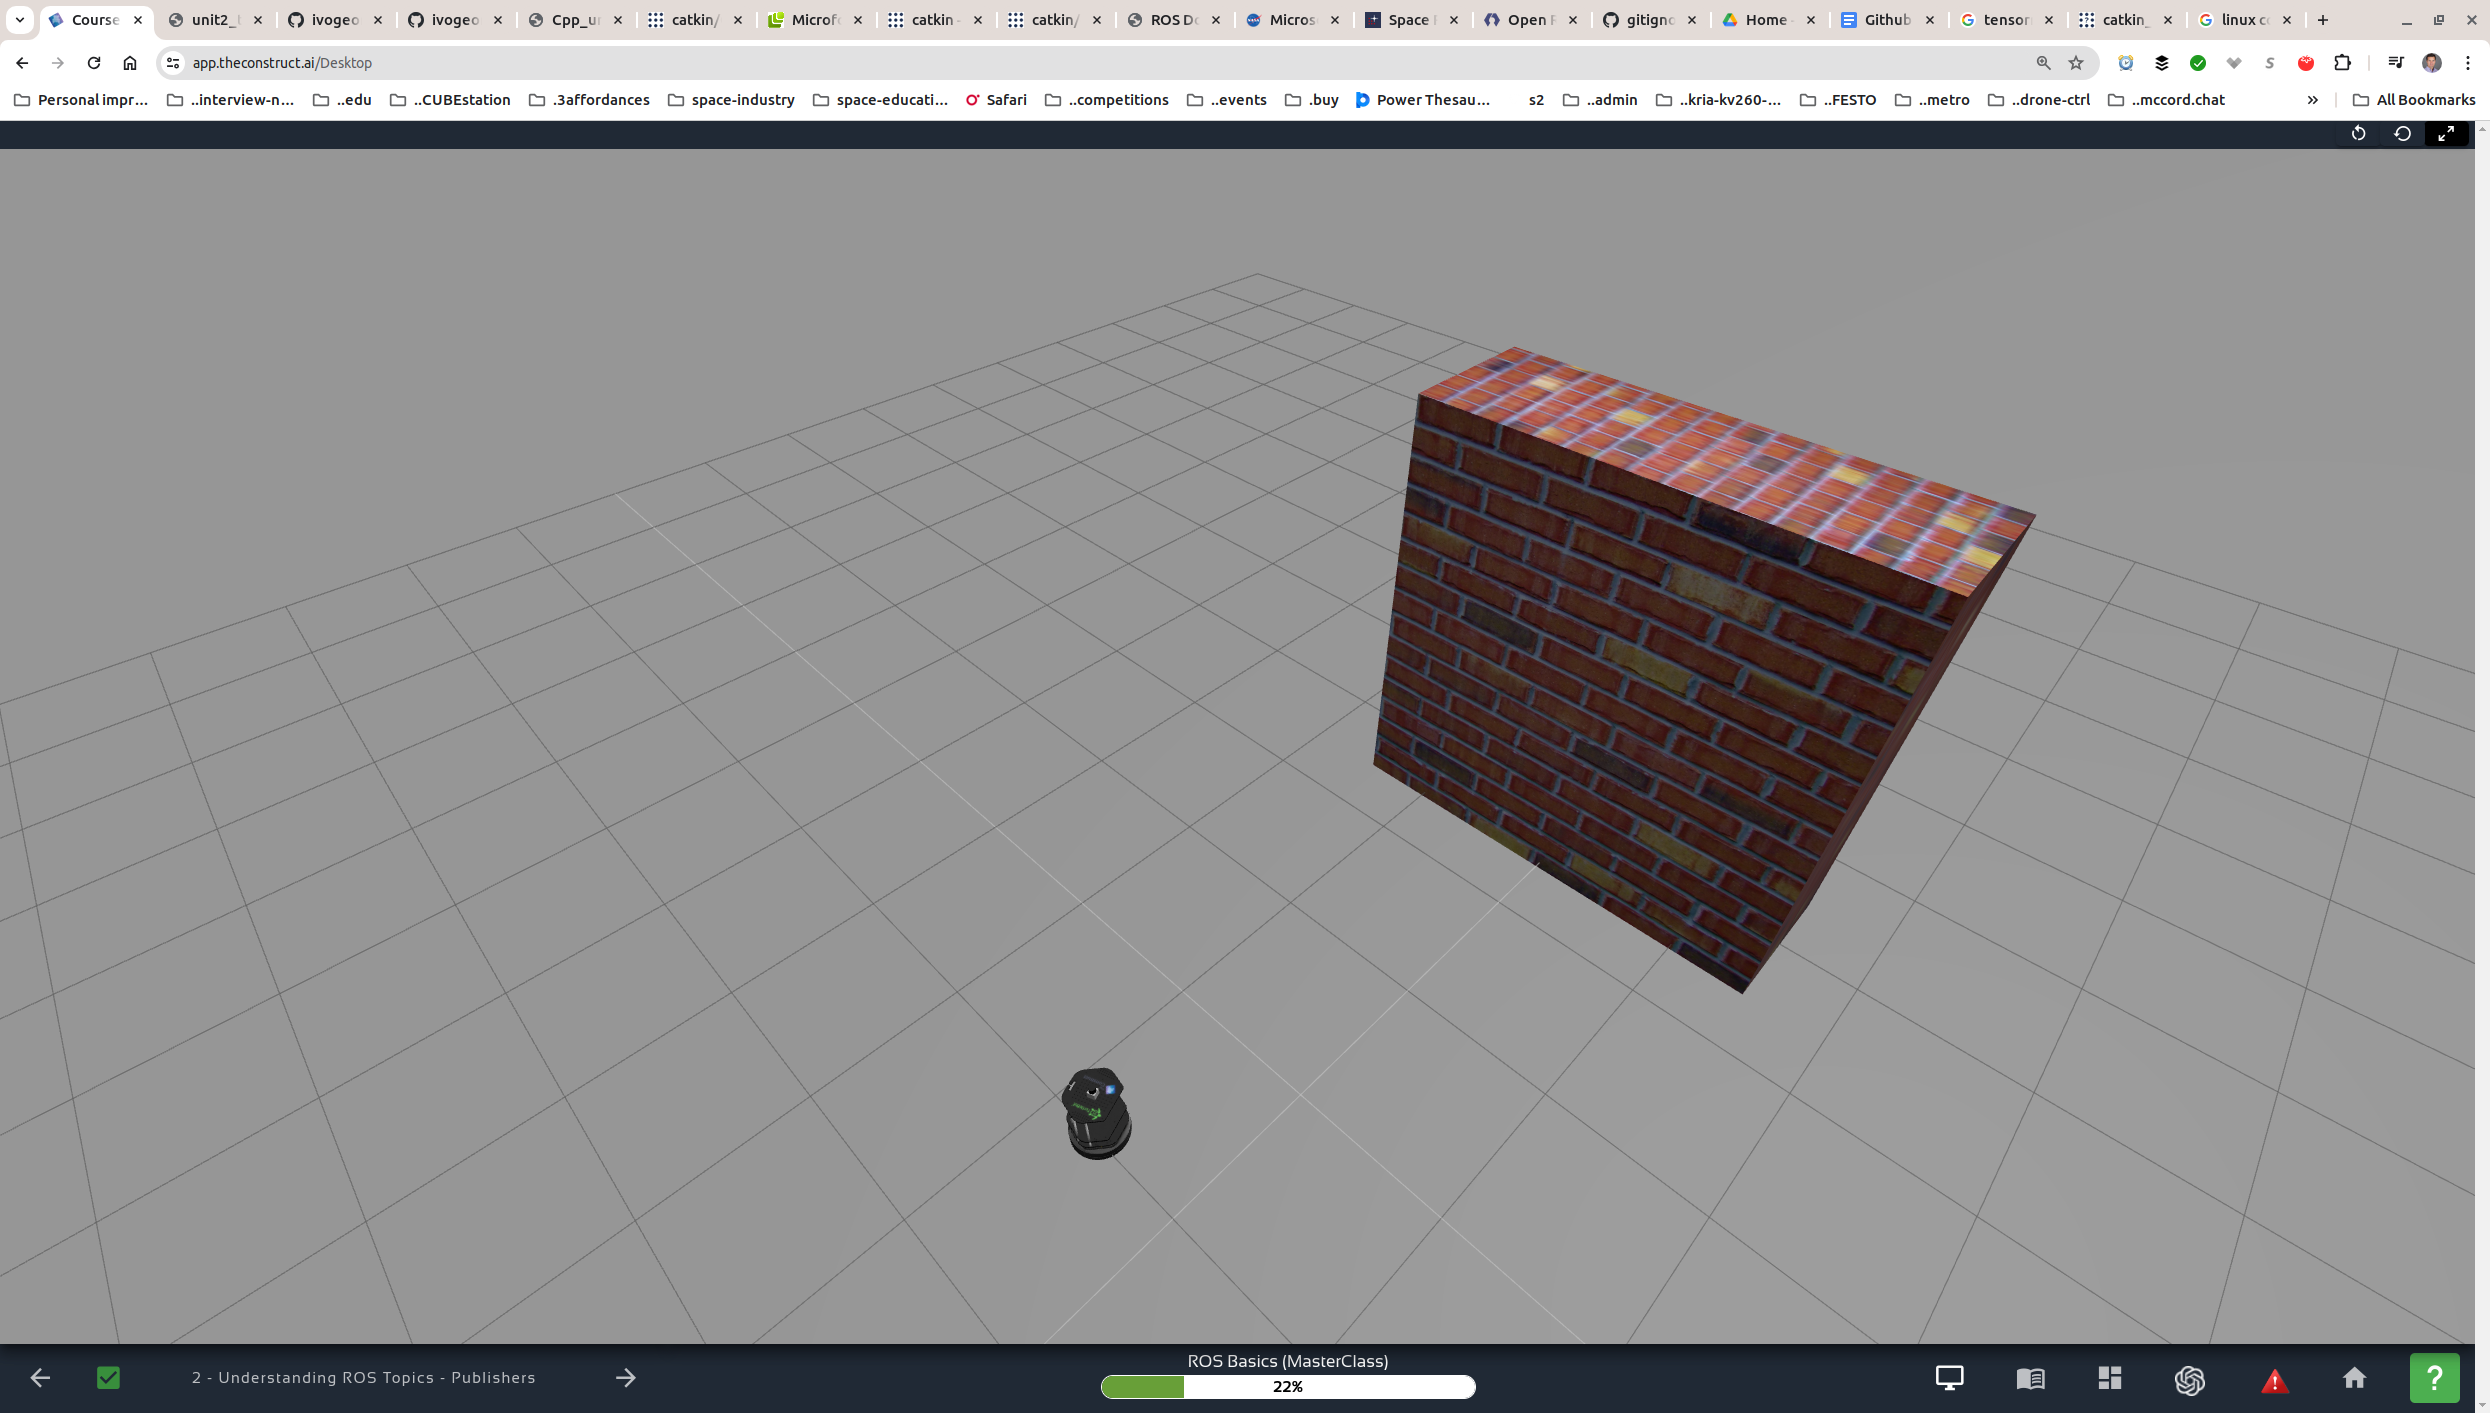 Course
unit2_
ivogeo
ivogeo
Cpp_u
catkin/
Microf
catkin
catkin/
ROS D
Micros
Space
Open
gitigno
Home
Github
tensor
catkin_
linux c
app.theconstruct.ai/Desktop
Personal impr...
..interview-n...
..edu
..CUBEstation
.3affordances
space-industry
space-educati...
Safari
..competitions
..events
.buy
Power Thesau...
s2
..admin
..kria-kv260-...
..FESTO
..metro
..drone-ctrl
..mccord.chat
»
All Bookmarks
2 - Understanding ROS Topics - Publishers
ROS Basics (MasterClass)
22%
?